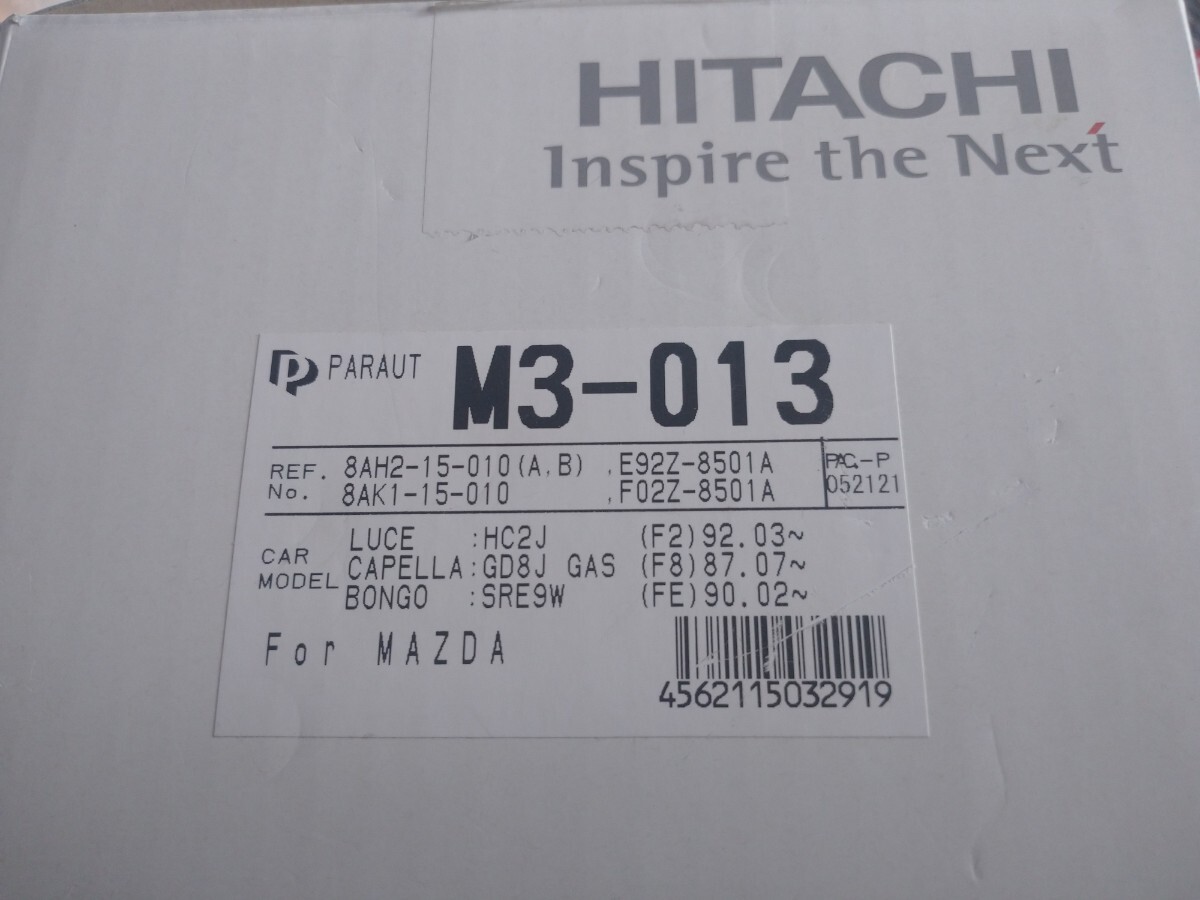 HITACHI
Inspire the Next
PARAUT M3-013
REF. 8AH2-15-010(A,B) ,E92Z-8501A PAC.-P
No. 8AK1-15-010 ,F02Z-8501A 052121
LUCE :HC2J (F2)92.03~
CAR MODEL CAPELLA:GD8J GAS (F8)87.07~
BONGO :SRE9W (FE)90.02~
For MAZDA
4562115032919